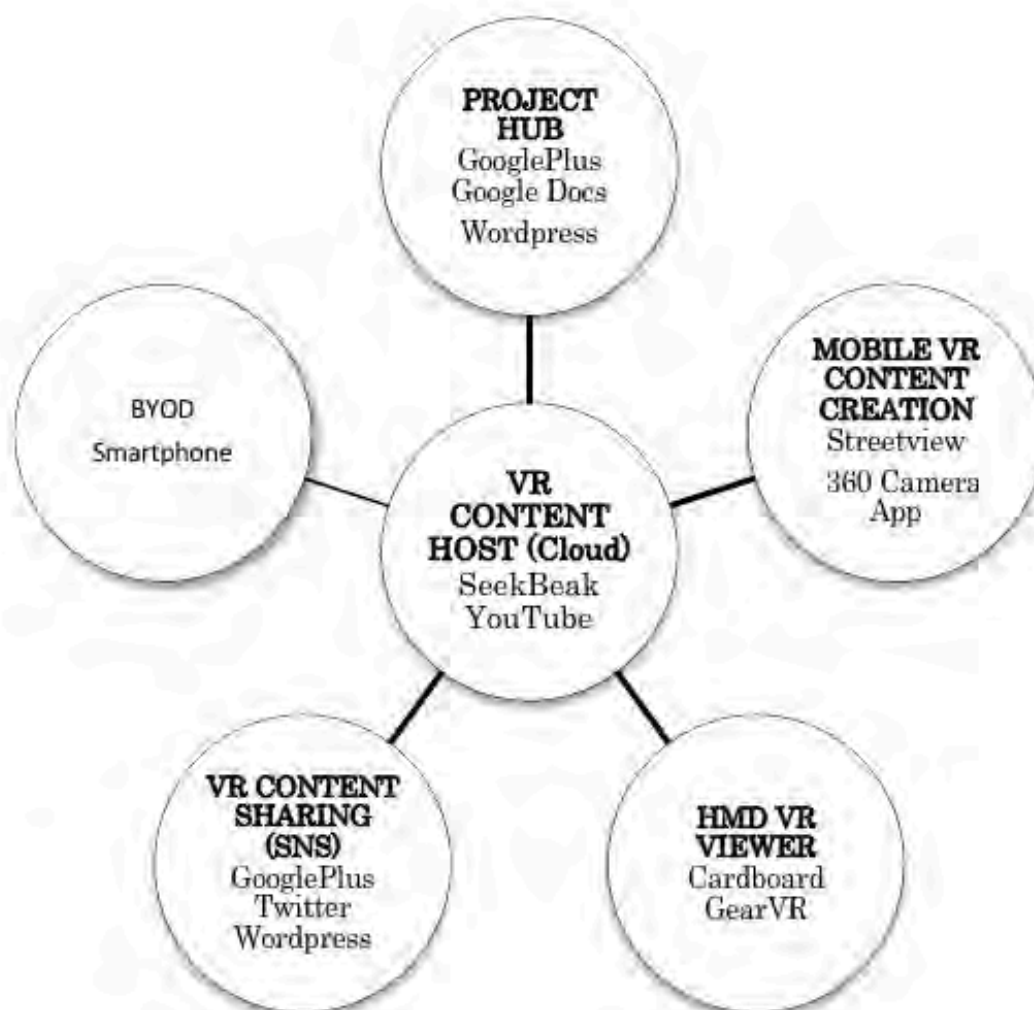 PROJECT
HUB
GooglePlus
Google Docs
Wordpress
MOBILE VR
CONTENT
CREATION
Streetview
360 Camera
App
BYOD
Smartphone
VR
CONTENT
HOST (Cloud)
SeekBeak
YouTube
VR CONTENT
SHARING
(SNS)
GooglePlus
Twitter
Wordpress
HMD VR
VIEWER
Cardboard
GearVR